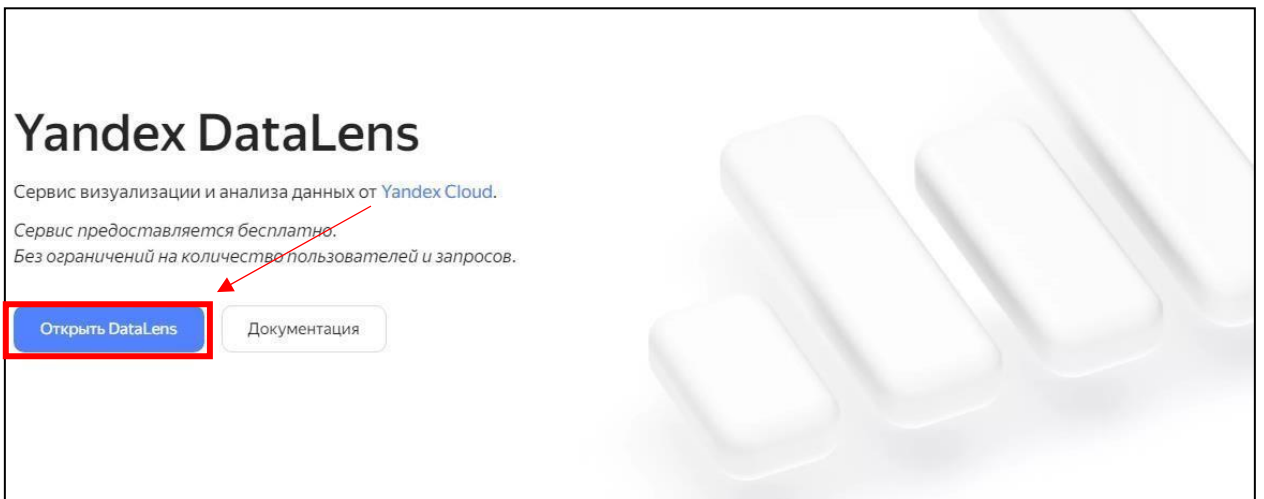 Yandex DataLens
Сервис визуализации и анализа данных от Yandex Cloud.
Сервис предоставляется бесплатно.
Без ограничений на количество пользователей и запросов.
Открыть DataLens
Документация